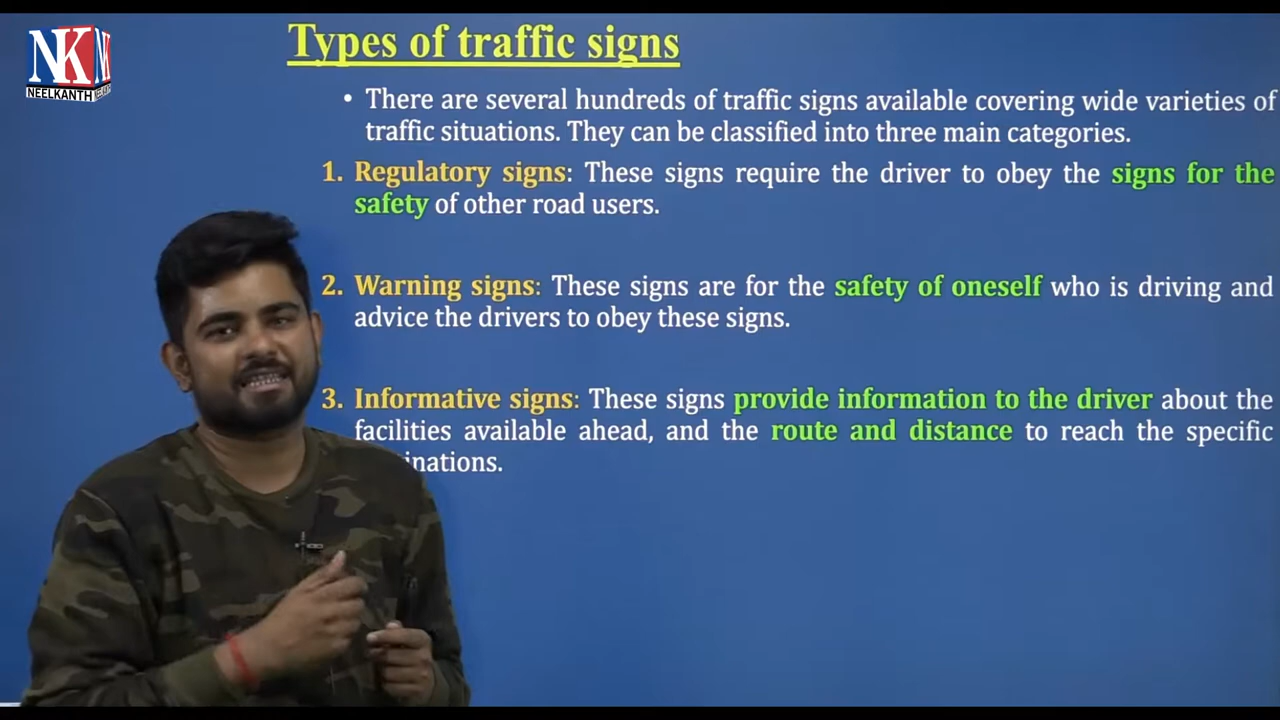 NKN
NEELKANTH
Types of traffic signs
• There are several hundreds of traffic signs available covering wide varieties of
traffic situations. They can be classified into three main categories.
1. Regulatory signs: These signs require the driver to obey the signs for the
safety of other road users.
2. Warning signs: These signs are for the safety of oneself who is driving and
advice the drivers to obey these signs.
3. Informative signs: These signs provide information to the driver about the
facilities available ahead, and the route and distance to reach the specific
inations.